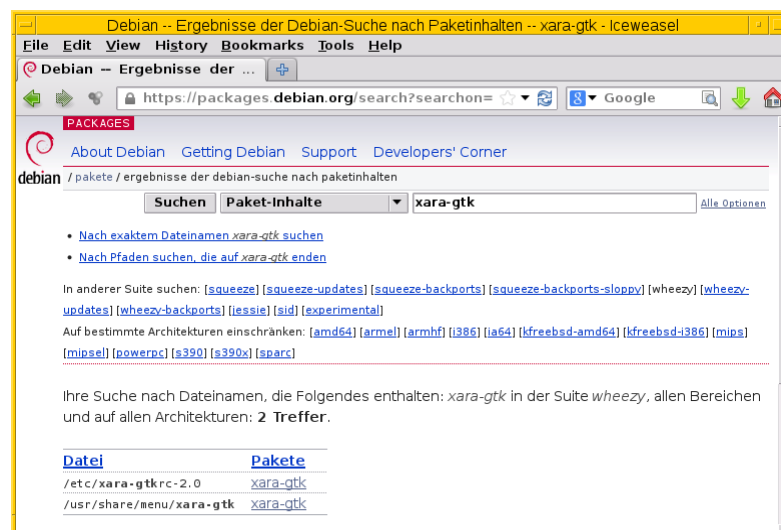 Debian -- Ergebnisse der Debian-Suche nach Paketinhalten -- xara-gtk - Iceweasel
File Edit View History Bookmarks Tools Help
Debian -- Ergebnisse der ...
https://packages.debian.org/search?searchon= Google
PACKAGES
About Debian Getting Debian Support Developers' Corner
debian / pakete / ergebnisse der debian-suche nach paketinhalten
Suchen Paket-Inhalte xara-gtk Alle Optionen
• Nach exaktem Dateinamen xara-gtk suchen
• Nach Pfaden suchen, die auf xara-gtk enden
In anderer Suite suchen: [squeeze] [squeeze-updates] [squeeze-backports] [squeeze-backports-sloppy] [wheezy] [wheezy-
updates] [wheezy-backports] [jessie] [sid] [experimental]
Auf bestimmte Architekturen einschränken: [amd64] [armel] [armhf] [i386] [ia64] [kfreebsd-amd64] [kfreebsd-i386] [mips]
[mipsel] [powerpc] [s390] [s390x] [sparc]
Ihre Suche nach Dateinamen, die Folgendes enthalten: xara-gtk in der Suite wheezy, allen Bereichen
und auf allen Architekturen: 2 Treffer.
Datei Pakete
/etc/xara-gtkrc-2.0 xara-gtk
/usr/share/menu/xara-gtk xara-gtk